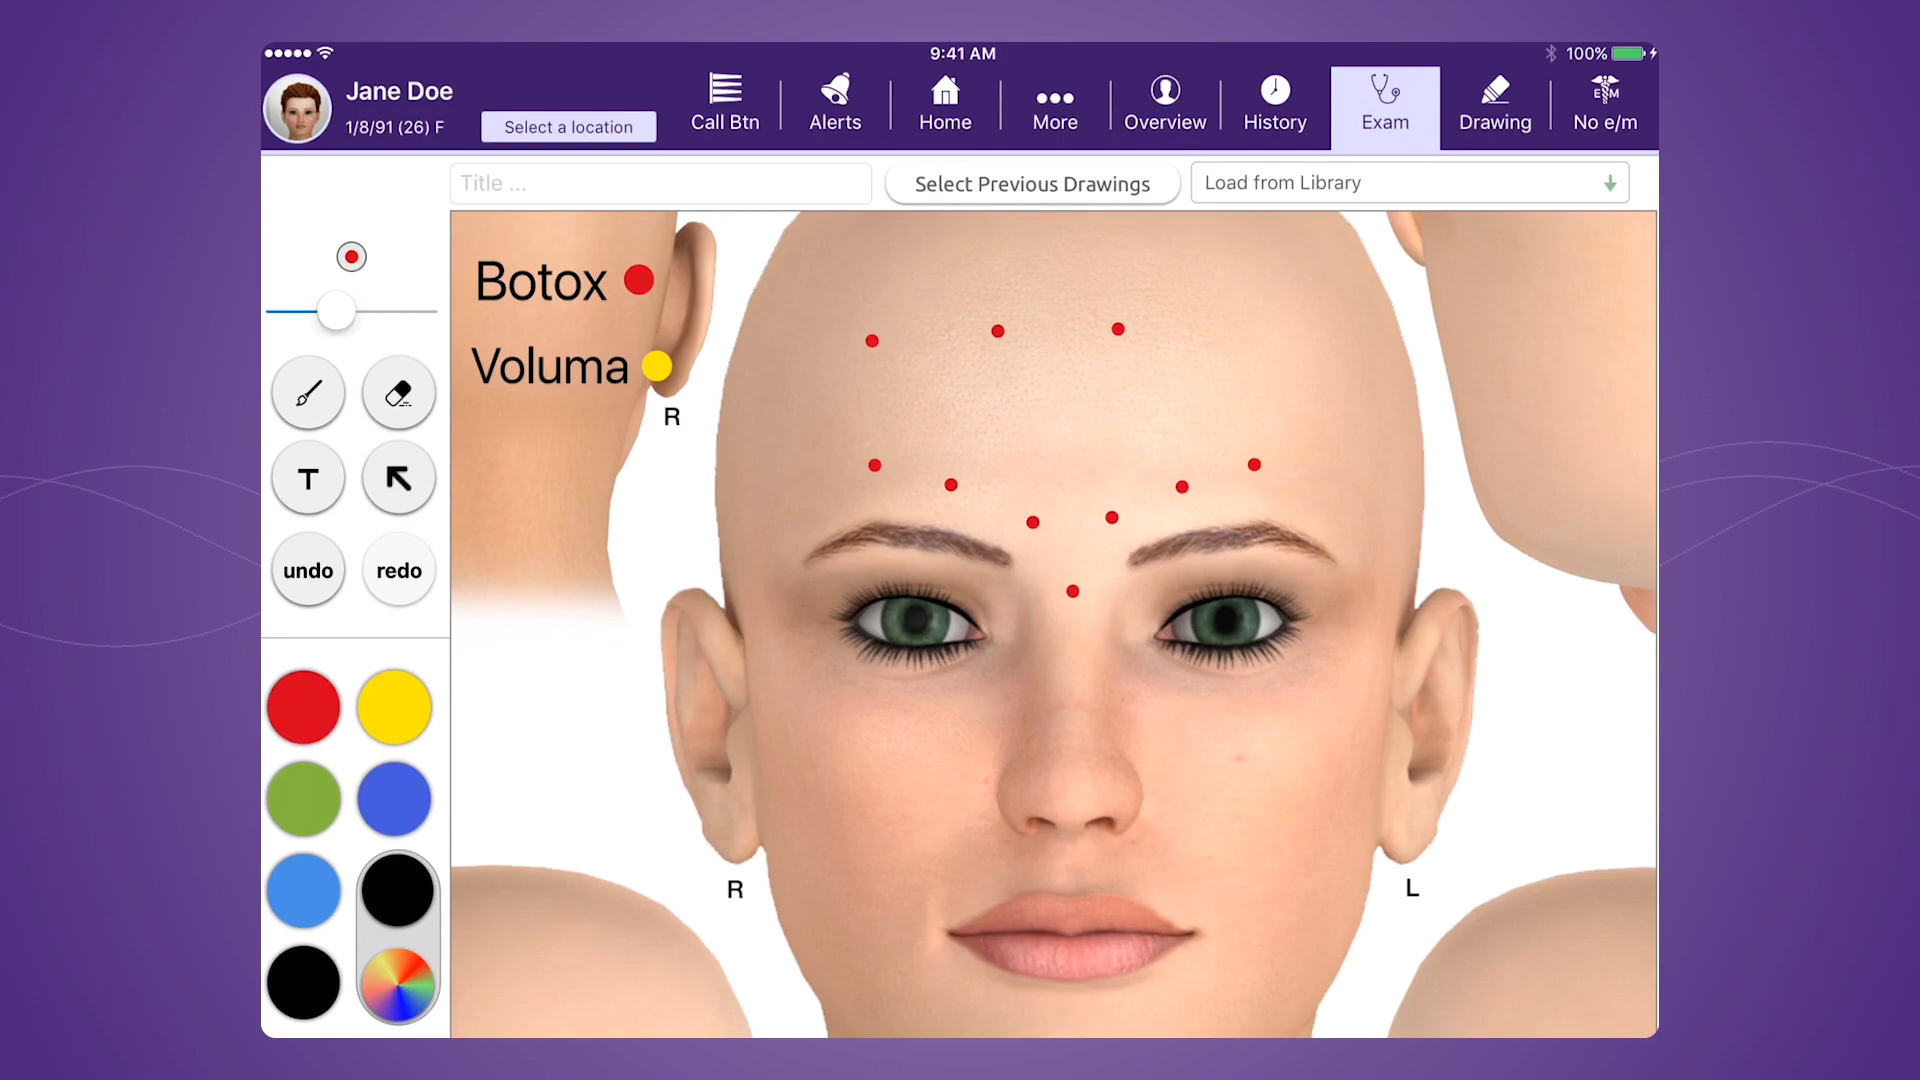 9:41 AM
100%
Jane Doe
1/8/91 (26) F
Select a location
Call Btn
Alerts
Home
More
Overview
History
Exam
Drawing
E M
No e/m
Title ...
Select Previous Drawings
Load from Library
Botox
Voluma
R
T
undo
redo
R
L